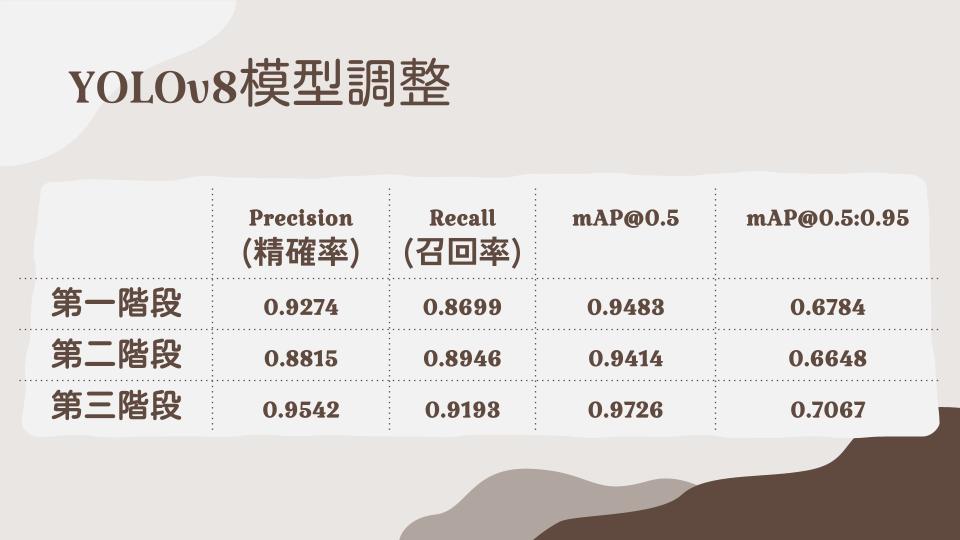 YOLOv8模型調整
Precision Recall mAP@0.5 mAP@0.5:0.95
(精確率) (召回率)
第一階段 0.9274 0.8699 0.9483 0.6784
第二階段 0.8815 0.8946 0.9414 0.6648
第三階段 0.9542 0.9193 0.9726 0.7067